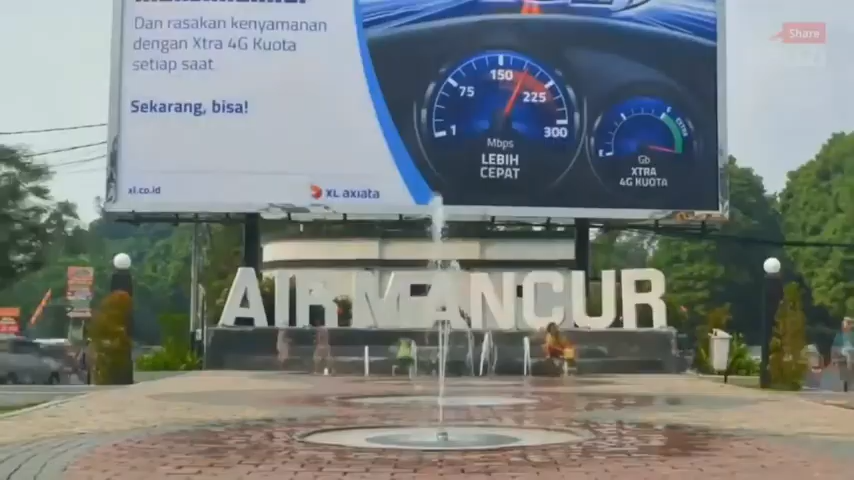 Dan rasakan kenyamanan
dengan Xtra 4G Kuota
setiap saat
Sekarang, bisa!
xl.co.id
XL axiata
1 75 150 225 300
Mbps
LEBIH
CEPAT
F
EXTRA
Gb
XTRA
4G KUOTA
Share
AIR MANCUR